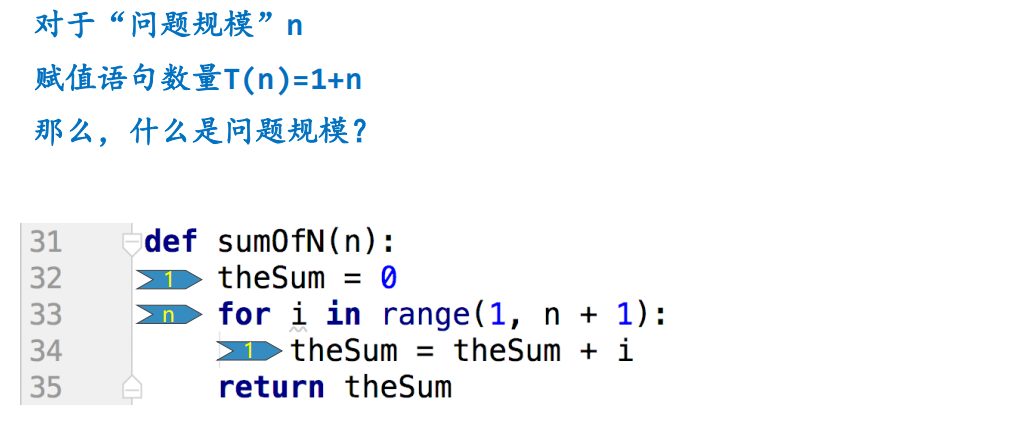 对于“问题规模”n
赋值语句数量T(n)=1+n
那么，什么是问题规模？
31 def sumOfN(n):
32 1 theSum = 0
33 n for i in range(1, n + 1):
34 1 theSum = theSum + i
35 return theSum